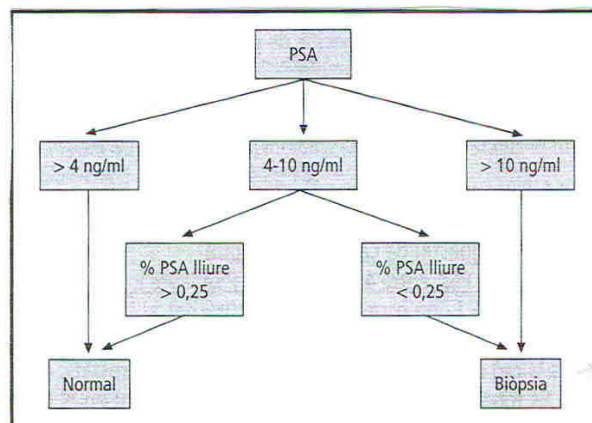 PSA
> 4 ng/ml
4-10 ng/ml
> 10 ng/ml
% PSA lliure
> 0,25
% PSA lliure
< 0,25
Normal
Biòpsia